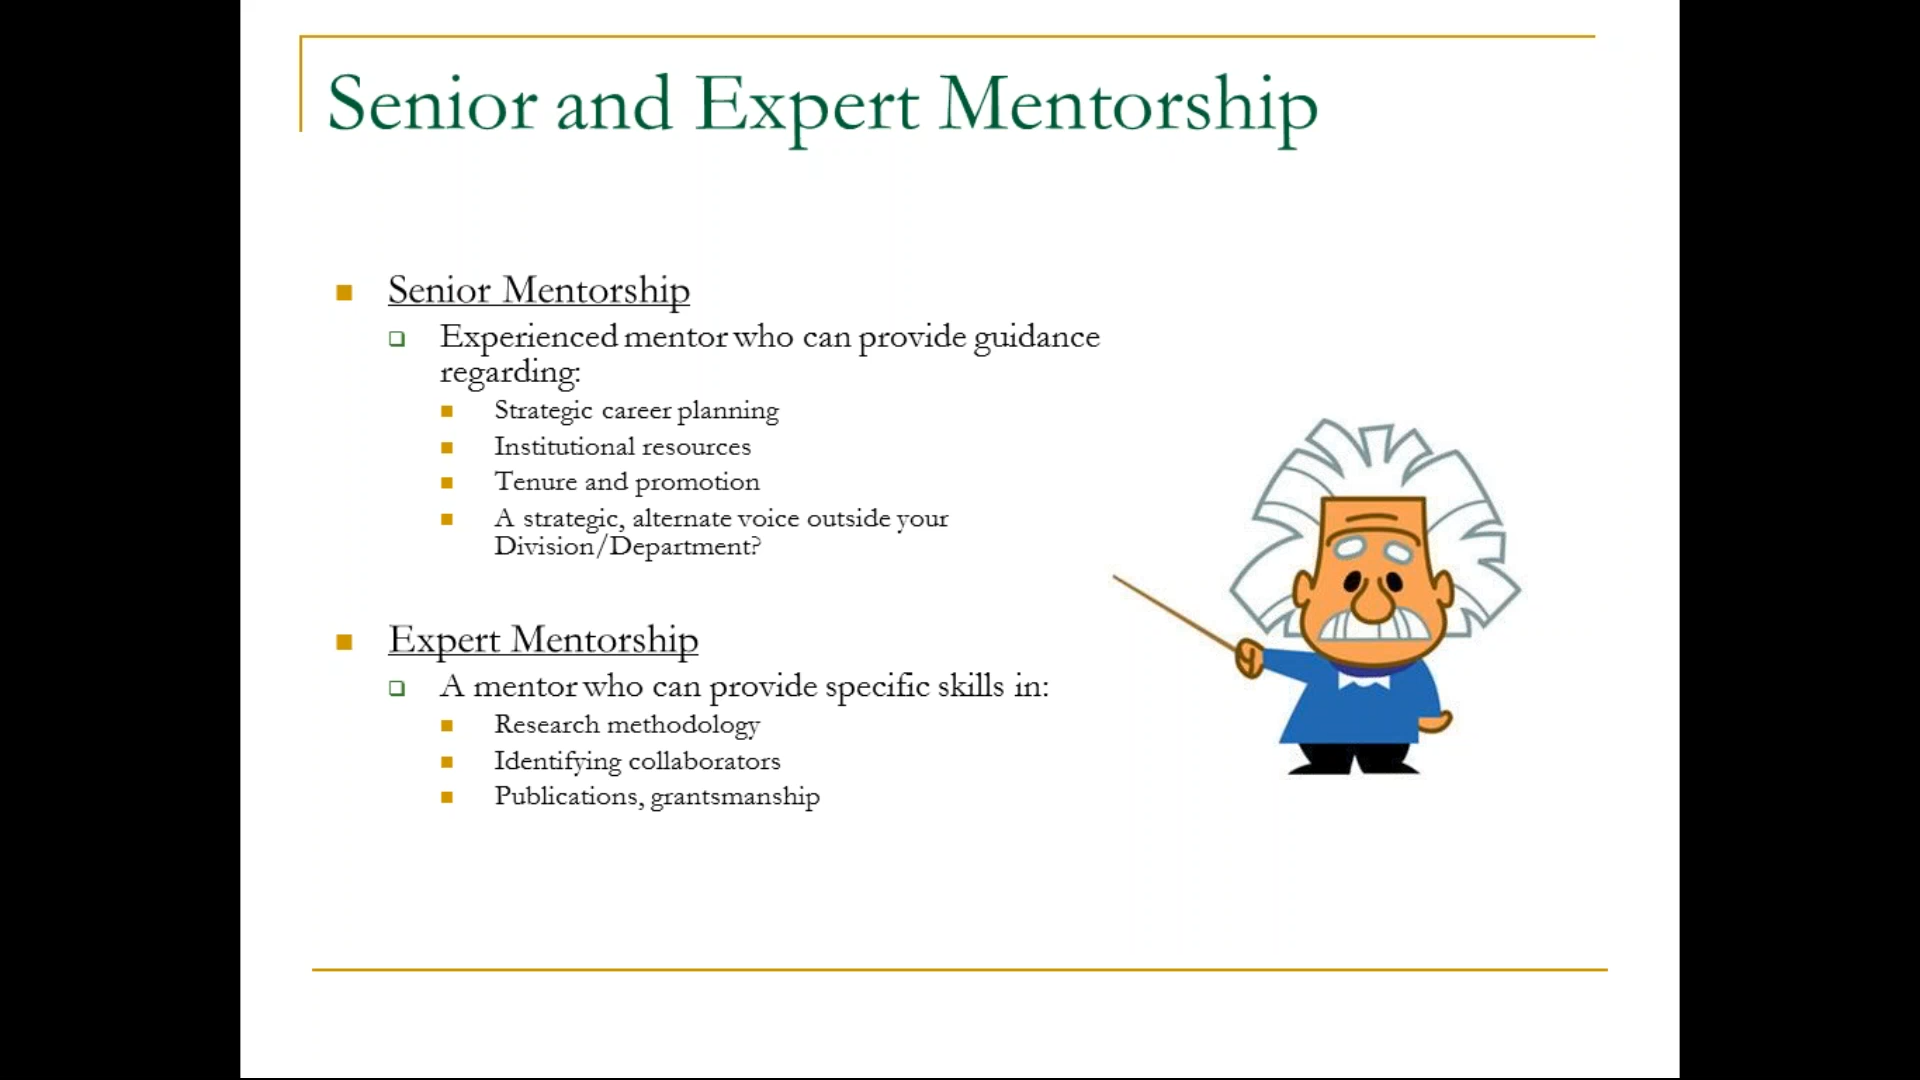 Senior and Expert Mentorship
Senior Mentorship
Experienced mentor who can provide guidance
regarding:
Strategic career planning
Institutional resources
Tenure and promotion
A strategic, alternate voice outside your
Division/Department?
Expert Mentorship
A mentor who can provide specific skills in:
Research methodology
Identifying collaborators
Publications, grantsmanship